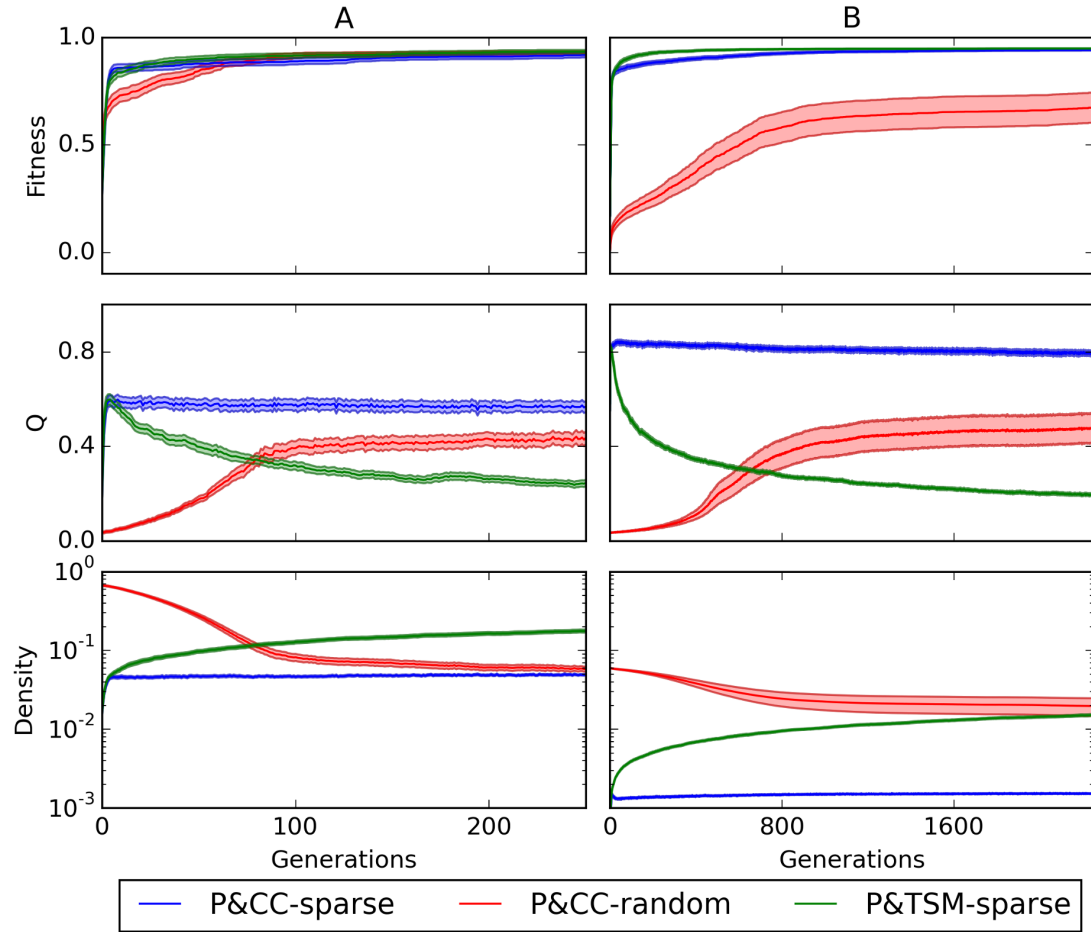 A B
1.0
Fitness
0.5
0.0
0.8
Q
0.4
0.0
10^0
10^-1
Density
10^-2
10^-3
0 100 200 0 800 1600
Generations Generations
P&CC-sparse P&CC-random P&TSM-sparse